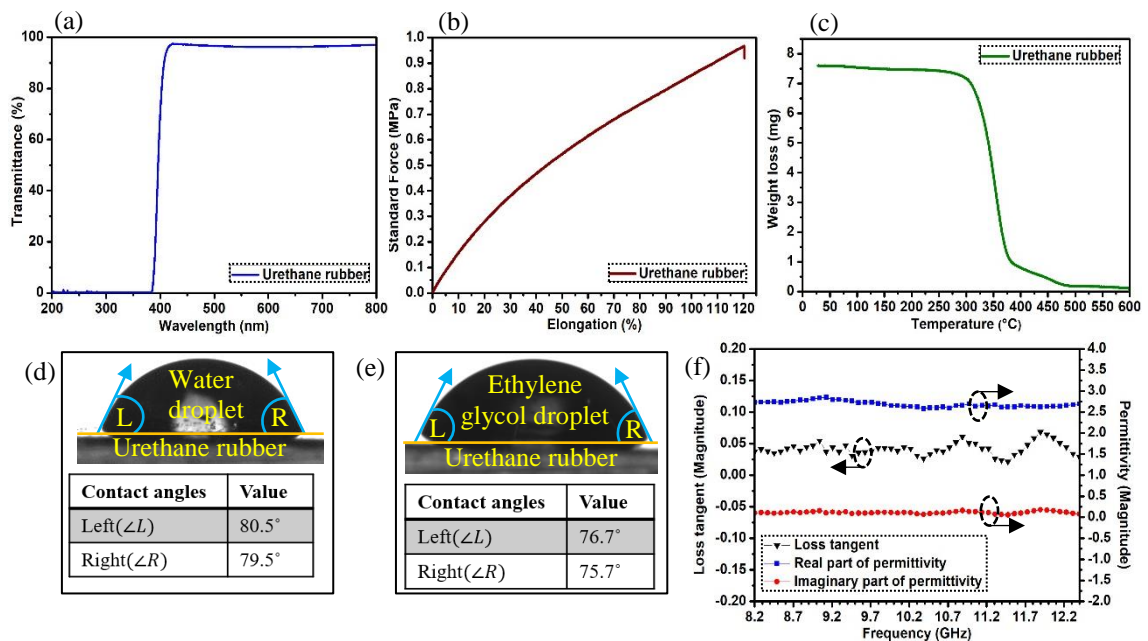 (a)
100
80
60
40
20
0
Transmittance (%)
Urethane rubber
200 300 400 500 600 700 800
Wavelength (nm)
(b)
1.0
0.9
0.8
0.7
0.6
0.5
0.4
0.3
0.2
0.1
0.0
Standard Force (MPa)
Urethane rubber
0 10 20 30 40 50 60 70 80 90 100 110 120
Elongation (%)
(c)
8
7
6
5
4
3
2
1
0
Weight loss (mg)
Urethane rubber
0 50 100 150 200 250 300 350 400 450 500 550 600
Temperature (°C)
(d)
Water
droplet
L R
Urethane rubber
Contact angles Value
Left(∠L) 80.5°
Right(∠R) 79.5°
(e)
Ethylene
glycol droplet
L R
Urethane rubber
Contact angles Value
Left(∠L) 76.7°
Right(∠R) 75.7°
(f)
0.20
0.15
0.10
0.05
0.00
-0.05
-0.10
-0.15
-0.20
Loss tangent (Magnitude)
4.0
3.5
3.0
2.5
2.0
1.5
1.0
0.5
0.0
-0.5
-1.0
-1.5
-2.0
Permittivity (Magnitude)
Loss tangent
Real part of permittivity
Imaginary part of permittivity
8.2 8.7 9.2 9.7 10.2 10.7 11.2 11.7 12.2
Frequency (GHz)